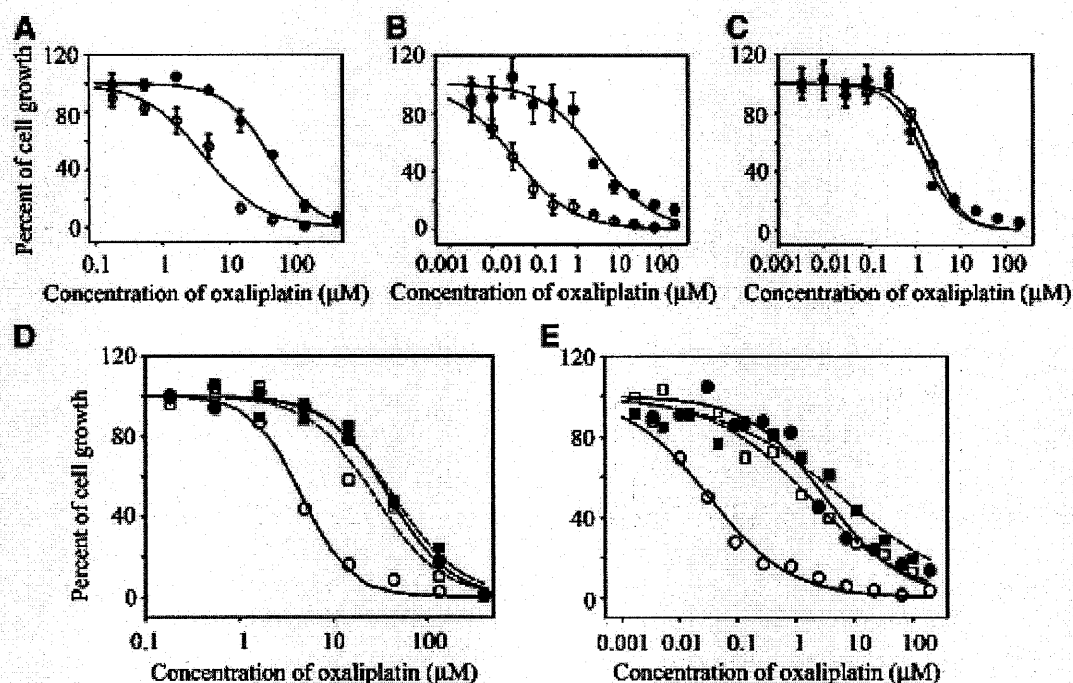 A
B
C
120
80
40
0
Percent of cell growth
0.1 1 10 100
Concentration of oxaliplatin (µM)
120
80
40
0
0.001 0.01 0.1 1 10 100
Concentration of oxaliplatin (µM)
120
80
40
0
0.001 0.01 0.1 1 10 100
Concentration of oxaliplatin (µM)
D
E
120
80
40
0
Percent of cell growth
0.1 1 10 100
Concentration of oxaliplatin (µM)
120
80
40
0
0.001 0.01 0.1 1 10 100
Concentration of oxaliplatin (µM)